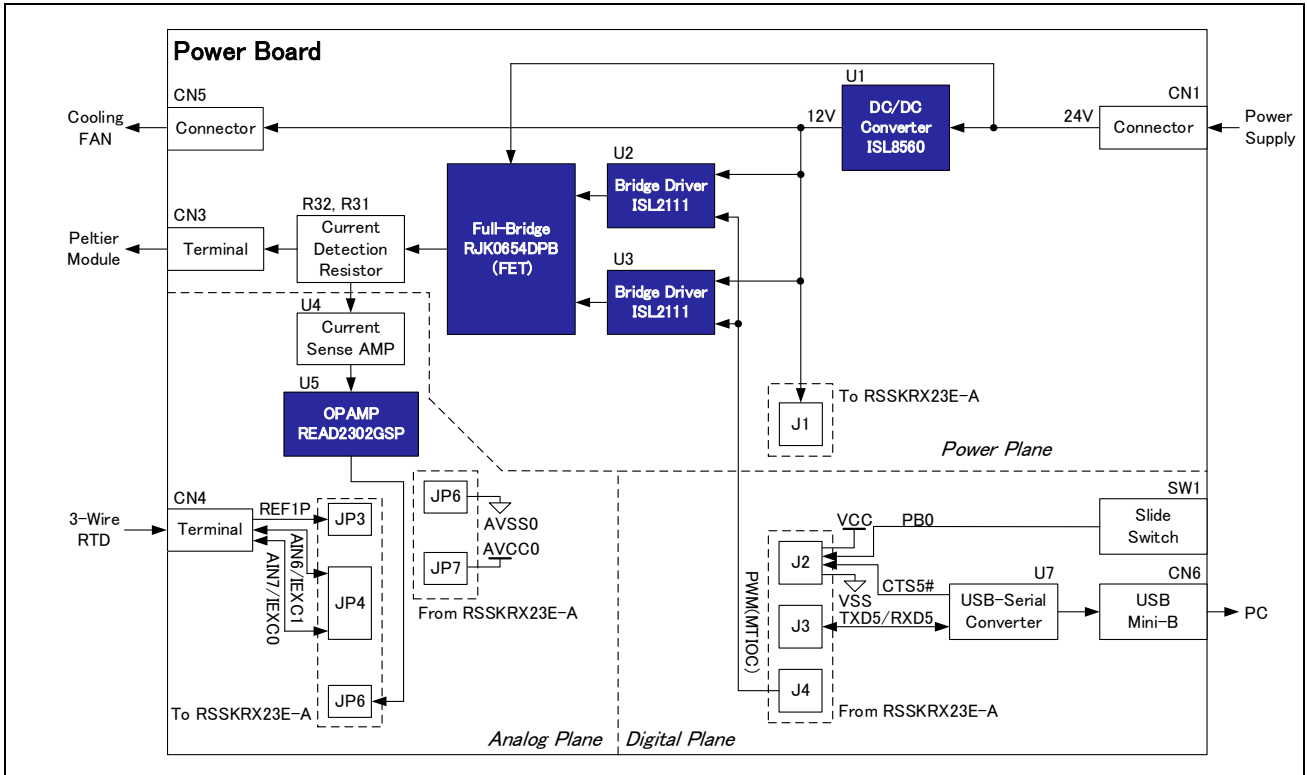 Power Board
CN5
Cooling
FAN
Connector
12V
U1
DC/DC
Converter
ISL8560
24V
CN1
Connector
Power
Supply
U2
Bridge Driver
ISL2111
CN3
Peltier
Module
Terminal
R32, R31
Current
Detection
Resistor
Full-Bridge
RJK0654DPB
(FET)
U3
Bridge Driver
ISL2111
U4
Current
Sense AMP
U5
OPAMP
READ2302GSP
To RSSKRX23E-A
J1
Power Plane
CN4
3-Wire
RTD
Terminal
REF1P
AIN6/IEXC1
AIN7/IEXC0
JP3
JP4
JP6
To RSSKRX23E-A
JP6
AVSS0
JP7
AVCC0
From RSSKRX23E-A
Analog Plane
Digital Plane
PWM(MTIOC)
VCC
PB0
J2
VSS
CTS5#
J3
TXD5/RXD5
J4
From RSSKRX23E-A
SW1
Slide
Switch
U7
USB-Serial
Converter
CN6
USB
Mini-B
PC